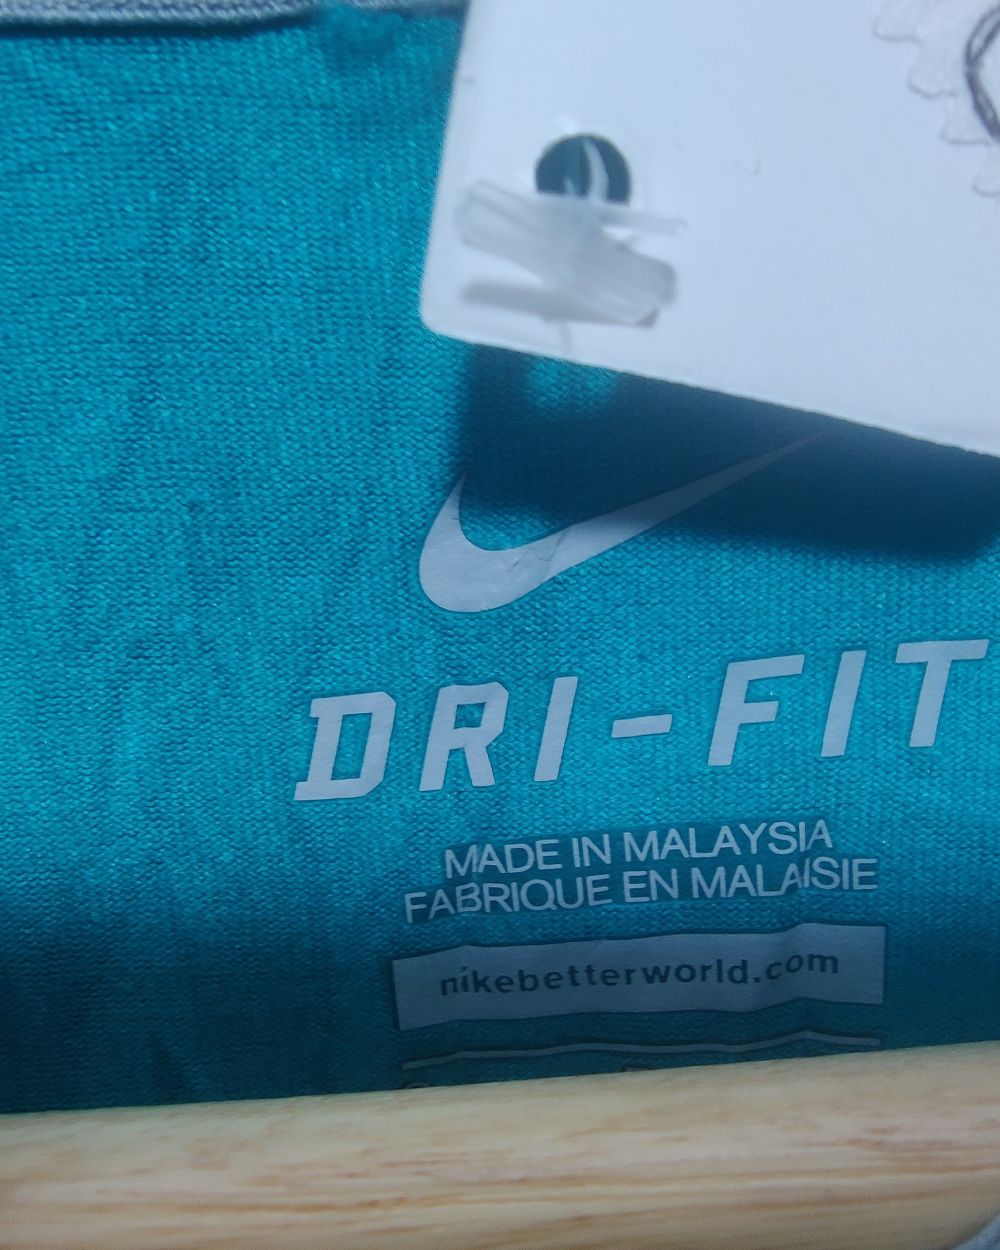 DRI-FIT
MADE IN MALAYSIA
FABRIQUE EN MALAISIE
nikebetterworld.com